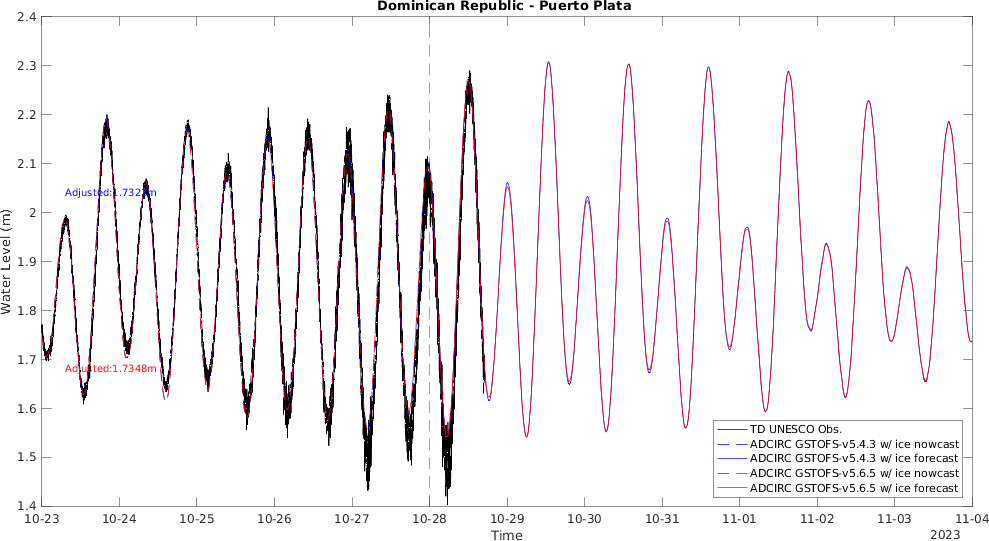 Dominican Republic - Puerto Plata
2.4
2.3
2.2
2.1
2
1.9
1.8
1.7
1.6
1.5
1.4
Water Level (m)
Adjusted:1.7348m
TD UNESCO Obs.
ADCIRC GSTOFS-v5.4.3 w/ ice nowcast
ADCIRC GSTOFS-v5.4.3 w/ ice forecast
ADCIRC GSTOFS-v5.6.5 w/ ice nowcast
ADCIRC GSTOFS-v5.6.5 w/ ice forecast
10-23 10-24 10-25 10-26 10-27 10-28 10-29 10-30 10-31 11-01 11-02 11-03 11-04
Time
2023